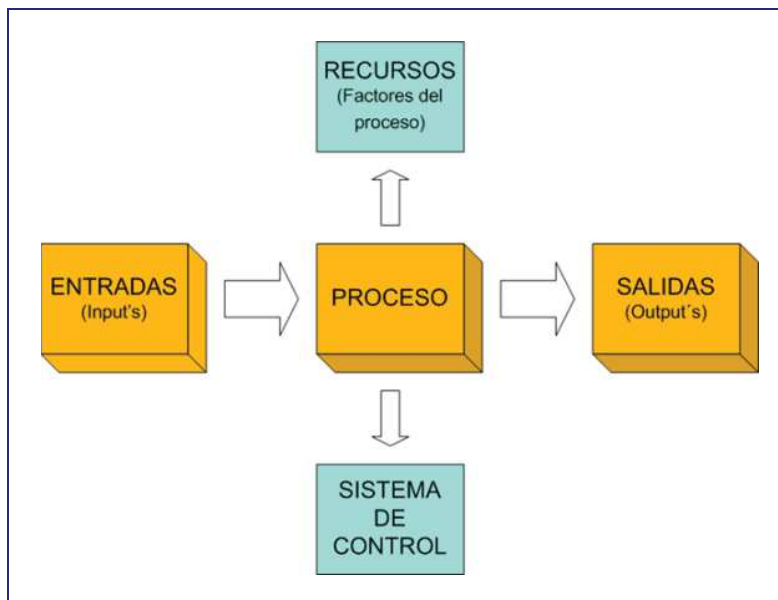 RECURSOS
(Factores del
proceso)
ENTRADAS
(Input's)
PROCESO
SALIDAS
(Output´s)
SISTEMA
DE
CONTROL